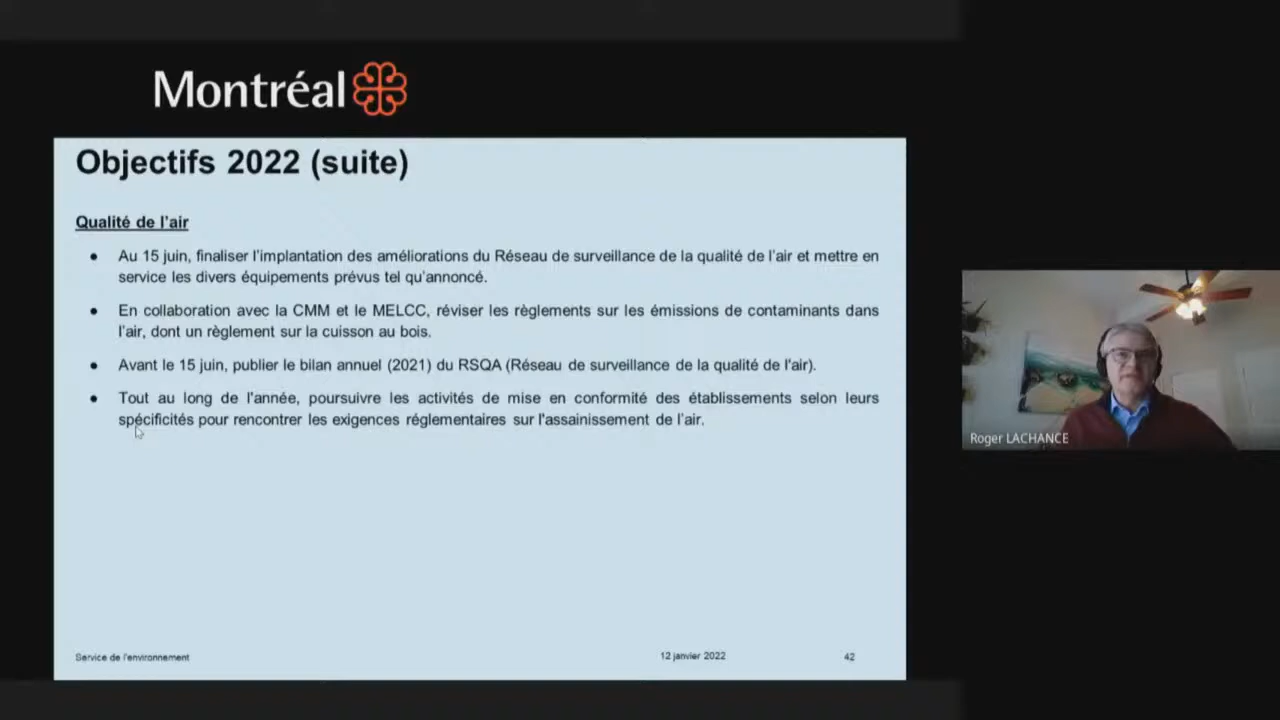 Montréal
Objectifs 2022 (suite)
Qualité de l'air
● Au 15 juin, finaliser l'implantation des améliorations du Réseau de surveillance de la qualité de l'air et mettre en
service les divers équipements prévus tel qu'annoncé.
● En collaboration avec la CMM et le MELCC, réviser les règlements sur les émissions de contaminants dans
l'air, dont un règlement sur la cuisson au bois.
● Avant le 15 juin, publier le bilan annuel (2021) du RSQA (Réseau de surveillance de la qualité de l'air).
● Tout au long de l'année, poursuivre les activités de mise en conformité des établissements selon leurs
spécificités pour rencontrer les exigences réglementaires sur l'assainissement de l'air.
Roger LACHANCE
Service de l'environnement
12 janvier 2022
42